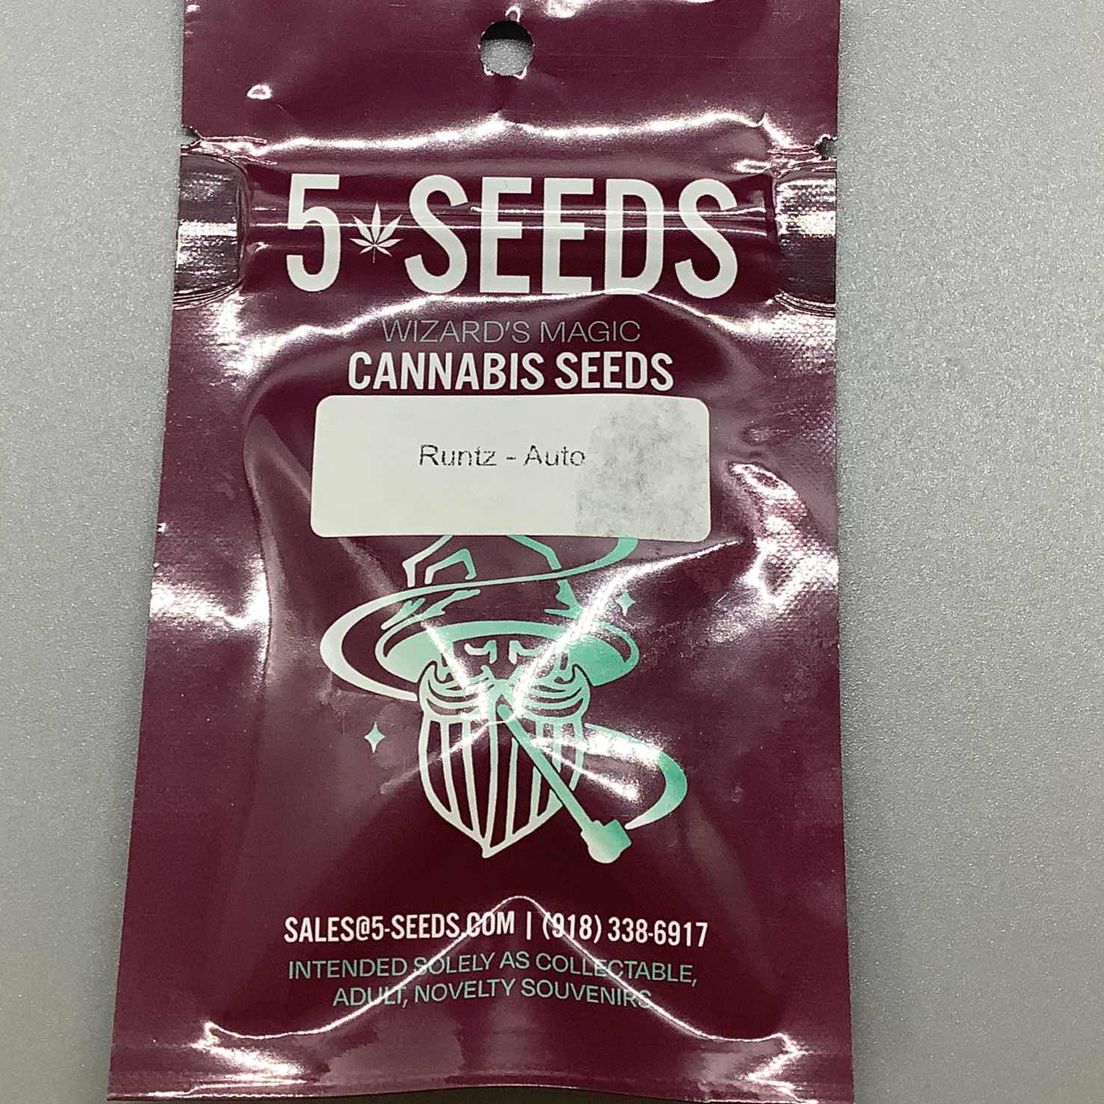 5 SEEDS
WIZARD'S MAGIC
CANNABIS SEEDS
Runtz - Auto
SALES@5-SEEDS.COM | (918) 338-6917
INTENDED SOLELY AS COLLECTABLE,
ADULT, NOVELTY SOUVENIRS